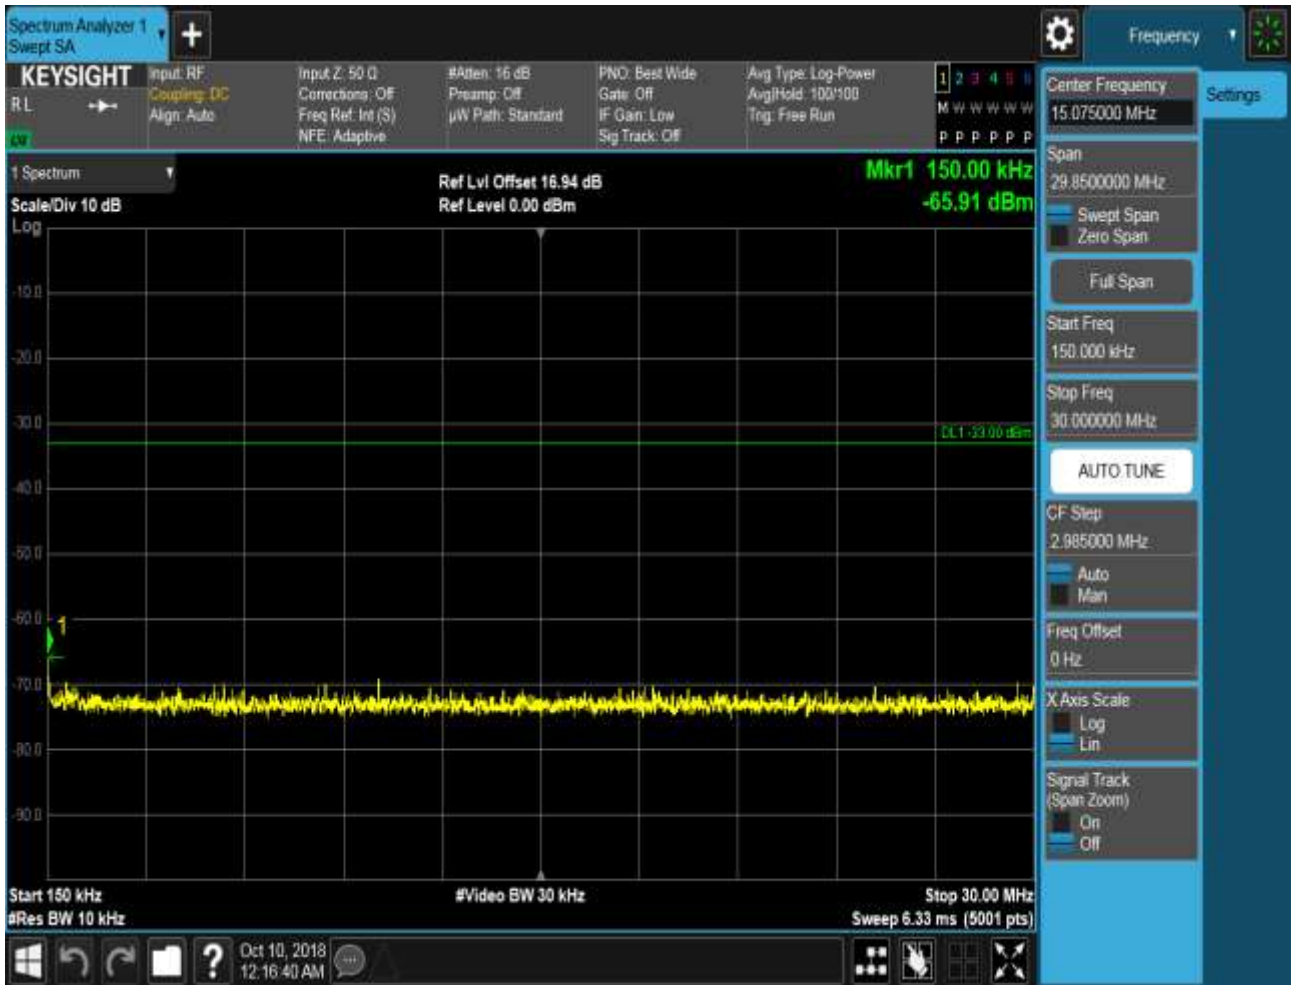 Spectrum Analyzer 1
Swept SA
Frequency
KEYSIGHT
RL
Input: RF
Coupling: DC
Align: Auto
Input Z: 50 Ω
Corrections: Off
Freq Ref: Int (S)
NFE: Adaptive
#Atten: 16 dB
Preamp: Off
µW Path: Standard
PNO: Best Wide
Gate: Off
IF Gain: Low
Sig Track: Off
Avg Type: Log-Power
Avg|Hold: 100/100
Trig: Free Run
1 2 3 4 5 6
M W W W W W
P P P P P P
1 Spectrum
Scale/Div 10 dB
Log
Ref Lvl Offset 16.94 dB
Ref Level 0.00 dBm
Mkr1 150.00 kHz
-65.91 dBm
-10.0
-20.0
-30.0
DL1 -33.00 dBm
-40.0
-50.0
-60.0
1
-70.0
-80.0
-90.0
Start 150 kHz
#Res BW 10 kHz
#Video BW 30 kHz
Stop 30.00 MHz
Sweep 6.33 ms (5001 pts)
Center Frequency
15.075000 MHz
Settings
Span
29.8500000 MHz
Swept Span
Zero Span
Full Span
Start Freq
150.000 kHz
Stop Freq
30.000000 MHz
AUTO TUNE
CF Step
2.985000 MHz
Auto
Man
Freq Offset
0 Hz
X Axis Scale
Log
Lin
Signal Track
(Span Zoom)
On
Off
?
Oct 10, 2018
12:16:40 AM